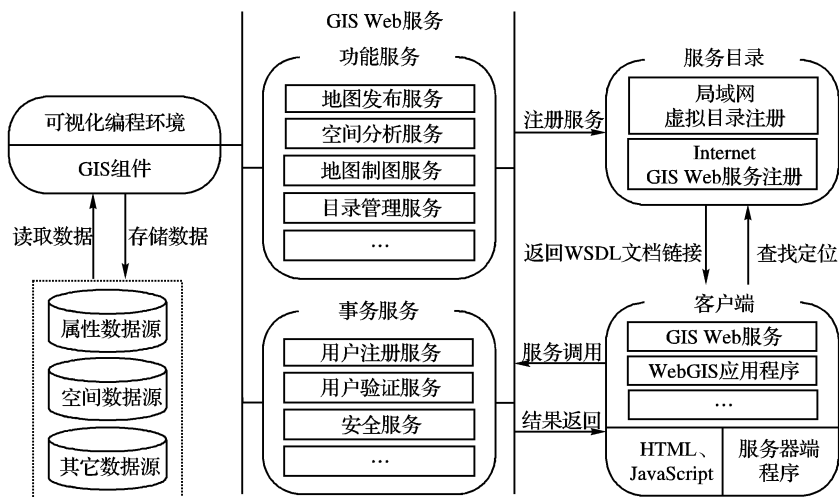 GIS Web服务
可视化编程环境
GIS组件
读取数据
存储数据
属性数据源
空间数据源
其它数据源
功能服务
地图发布服务
空间分析服务
地图制图服务
目录管理服务
…
事务服务
用户注册服务
用户验证服务
安全服务
…
注册服务
服务目录
局域网
虚拟目录注册
Internet
GIS Web服务注册
返回WSDL文档链接
查找定位
服务调用
结果返回
客户端
GIS Web服务
WebGIS应用程序
…
HTML、
JavaScript
服务器端
程序